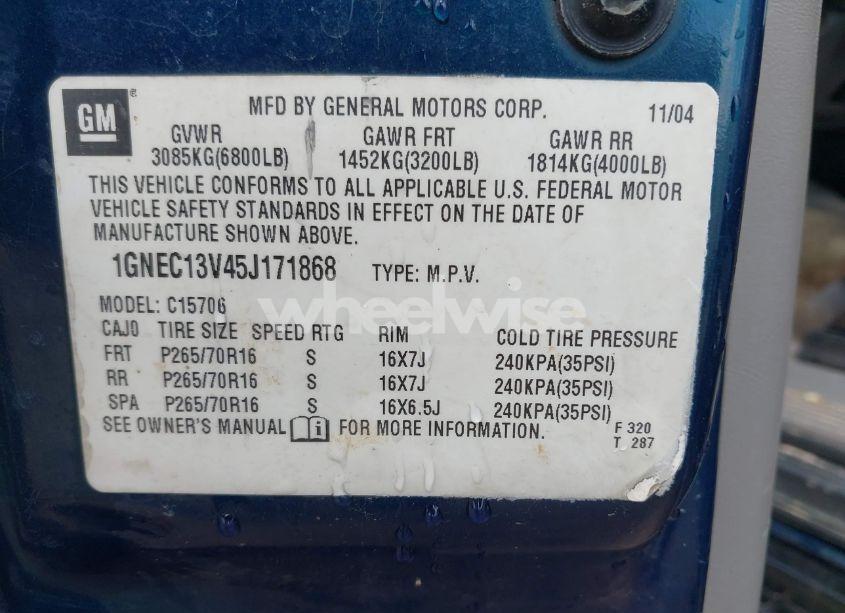 GM ®
MFD BY GENERAL MOTORS CORP. 11/04
GVWR GAWR FRT GAWR RR
3085KG(6800LB) 1452KG(3200LB) 1814KG(4000LB)
THIS VEHICLE CONFORMS TO ALL APPLICABLE U.S. FEDERAL MOTOR
VEHICLE SAFETY STANDARDS IN EFFECT ON THE DATE OF
MANUFACTURE SHOWN ABOVE.
1GNEC13V45J171868 TYPE: M.P.V.
MODEL: C15706
wheelwise
CAJ0 TIRE SIZE SPEED RTG RIM COLD TIRE PRESSURE
FRT P265/70R16 S 16X7J 240KPA(35PSI)
RR P265/70R16 S 16X7J 240KPA(35PSI)
SPA P265/70R16 S 16X6.5J 240KPA(35PSI)
SEE OWNER'S MANUAL i FOR MORE INFORMATION. F 320
T 287